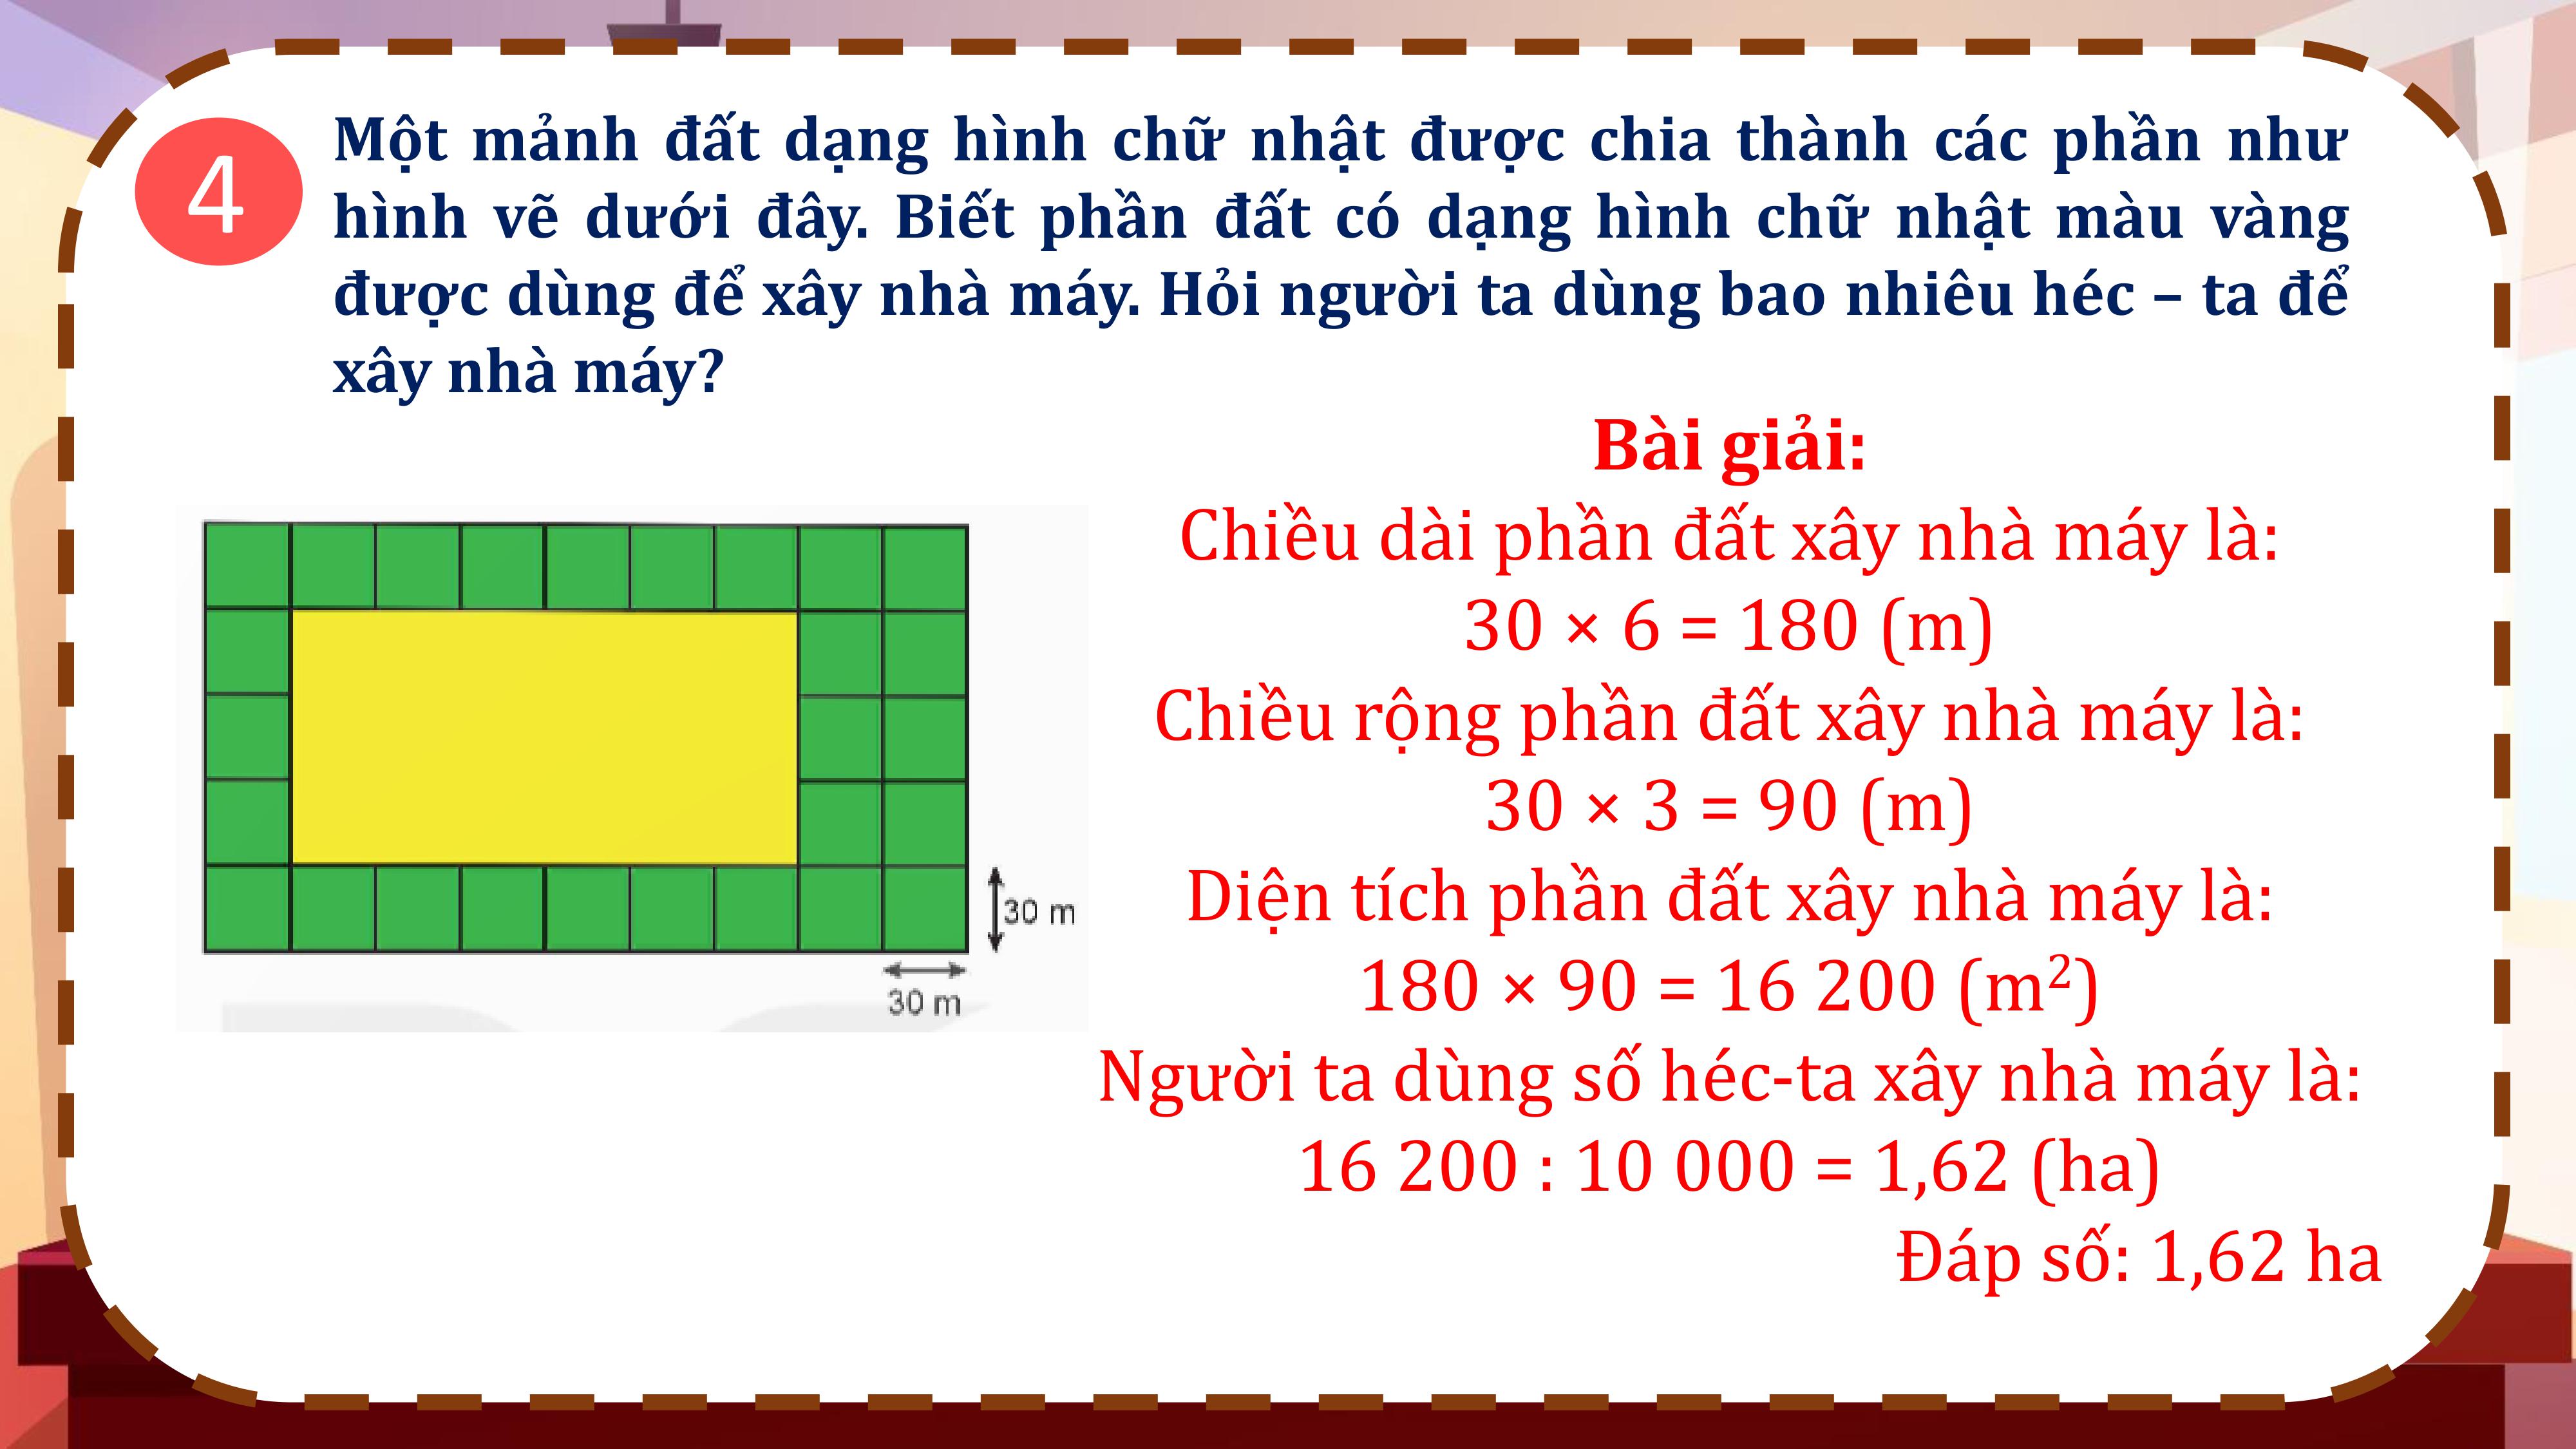 4
Một mảnh đất dạng hình chữ nhật được chia thành các phần như
hình vẽ dưới đây. Biết phần đất có dạng hình chữ nhật màu vàng
được dùng để xây nhà máy. Hỏi người ta dùng bao nhiêu héc – ta để
xây nhà máy?
30 m
30 m
Bài giải:
Chiều dài phần đất xây nhà máy là:
30 × 6 = 180 (m)
Chiều rộng phần đất xây nhà máy là:
30 × 3 = 90 (m)
Diện tích phần đất xây nhà máy là:
180 × 90 = 16 200 (m²)
Người ta dùng số héc-ta xây nhà máy là:
16 200 : 10 000 = 1,62 (ha)
Đáp số: 1,62 ha